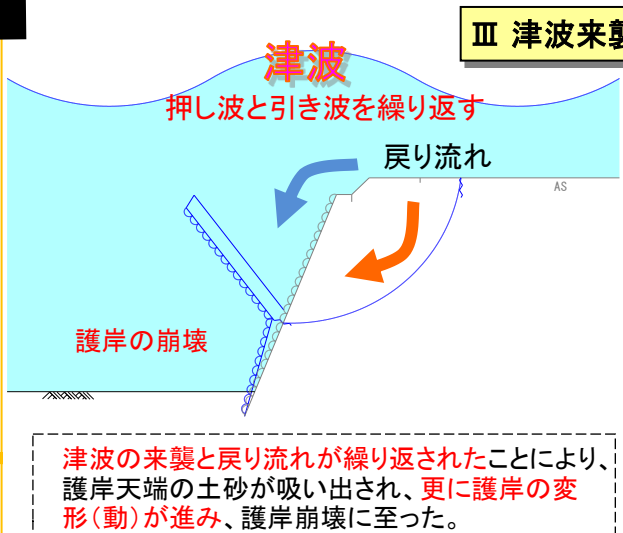 Ⅲ 津波来襲
津波
押し波と引き波を繰り返す
戻り流れ
AS
護岸の崩壊
津波の来襲と戻り流れが繰り返されたことにより、
護岸天端の土砂が吸い出され、更に護岸の変
形(動)が進み、護岸崩壊に至った。